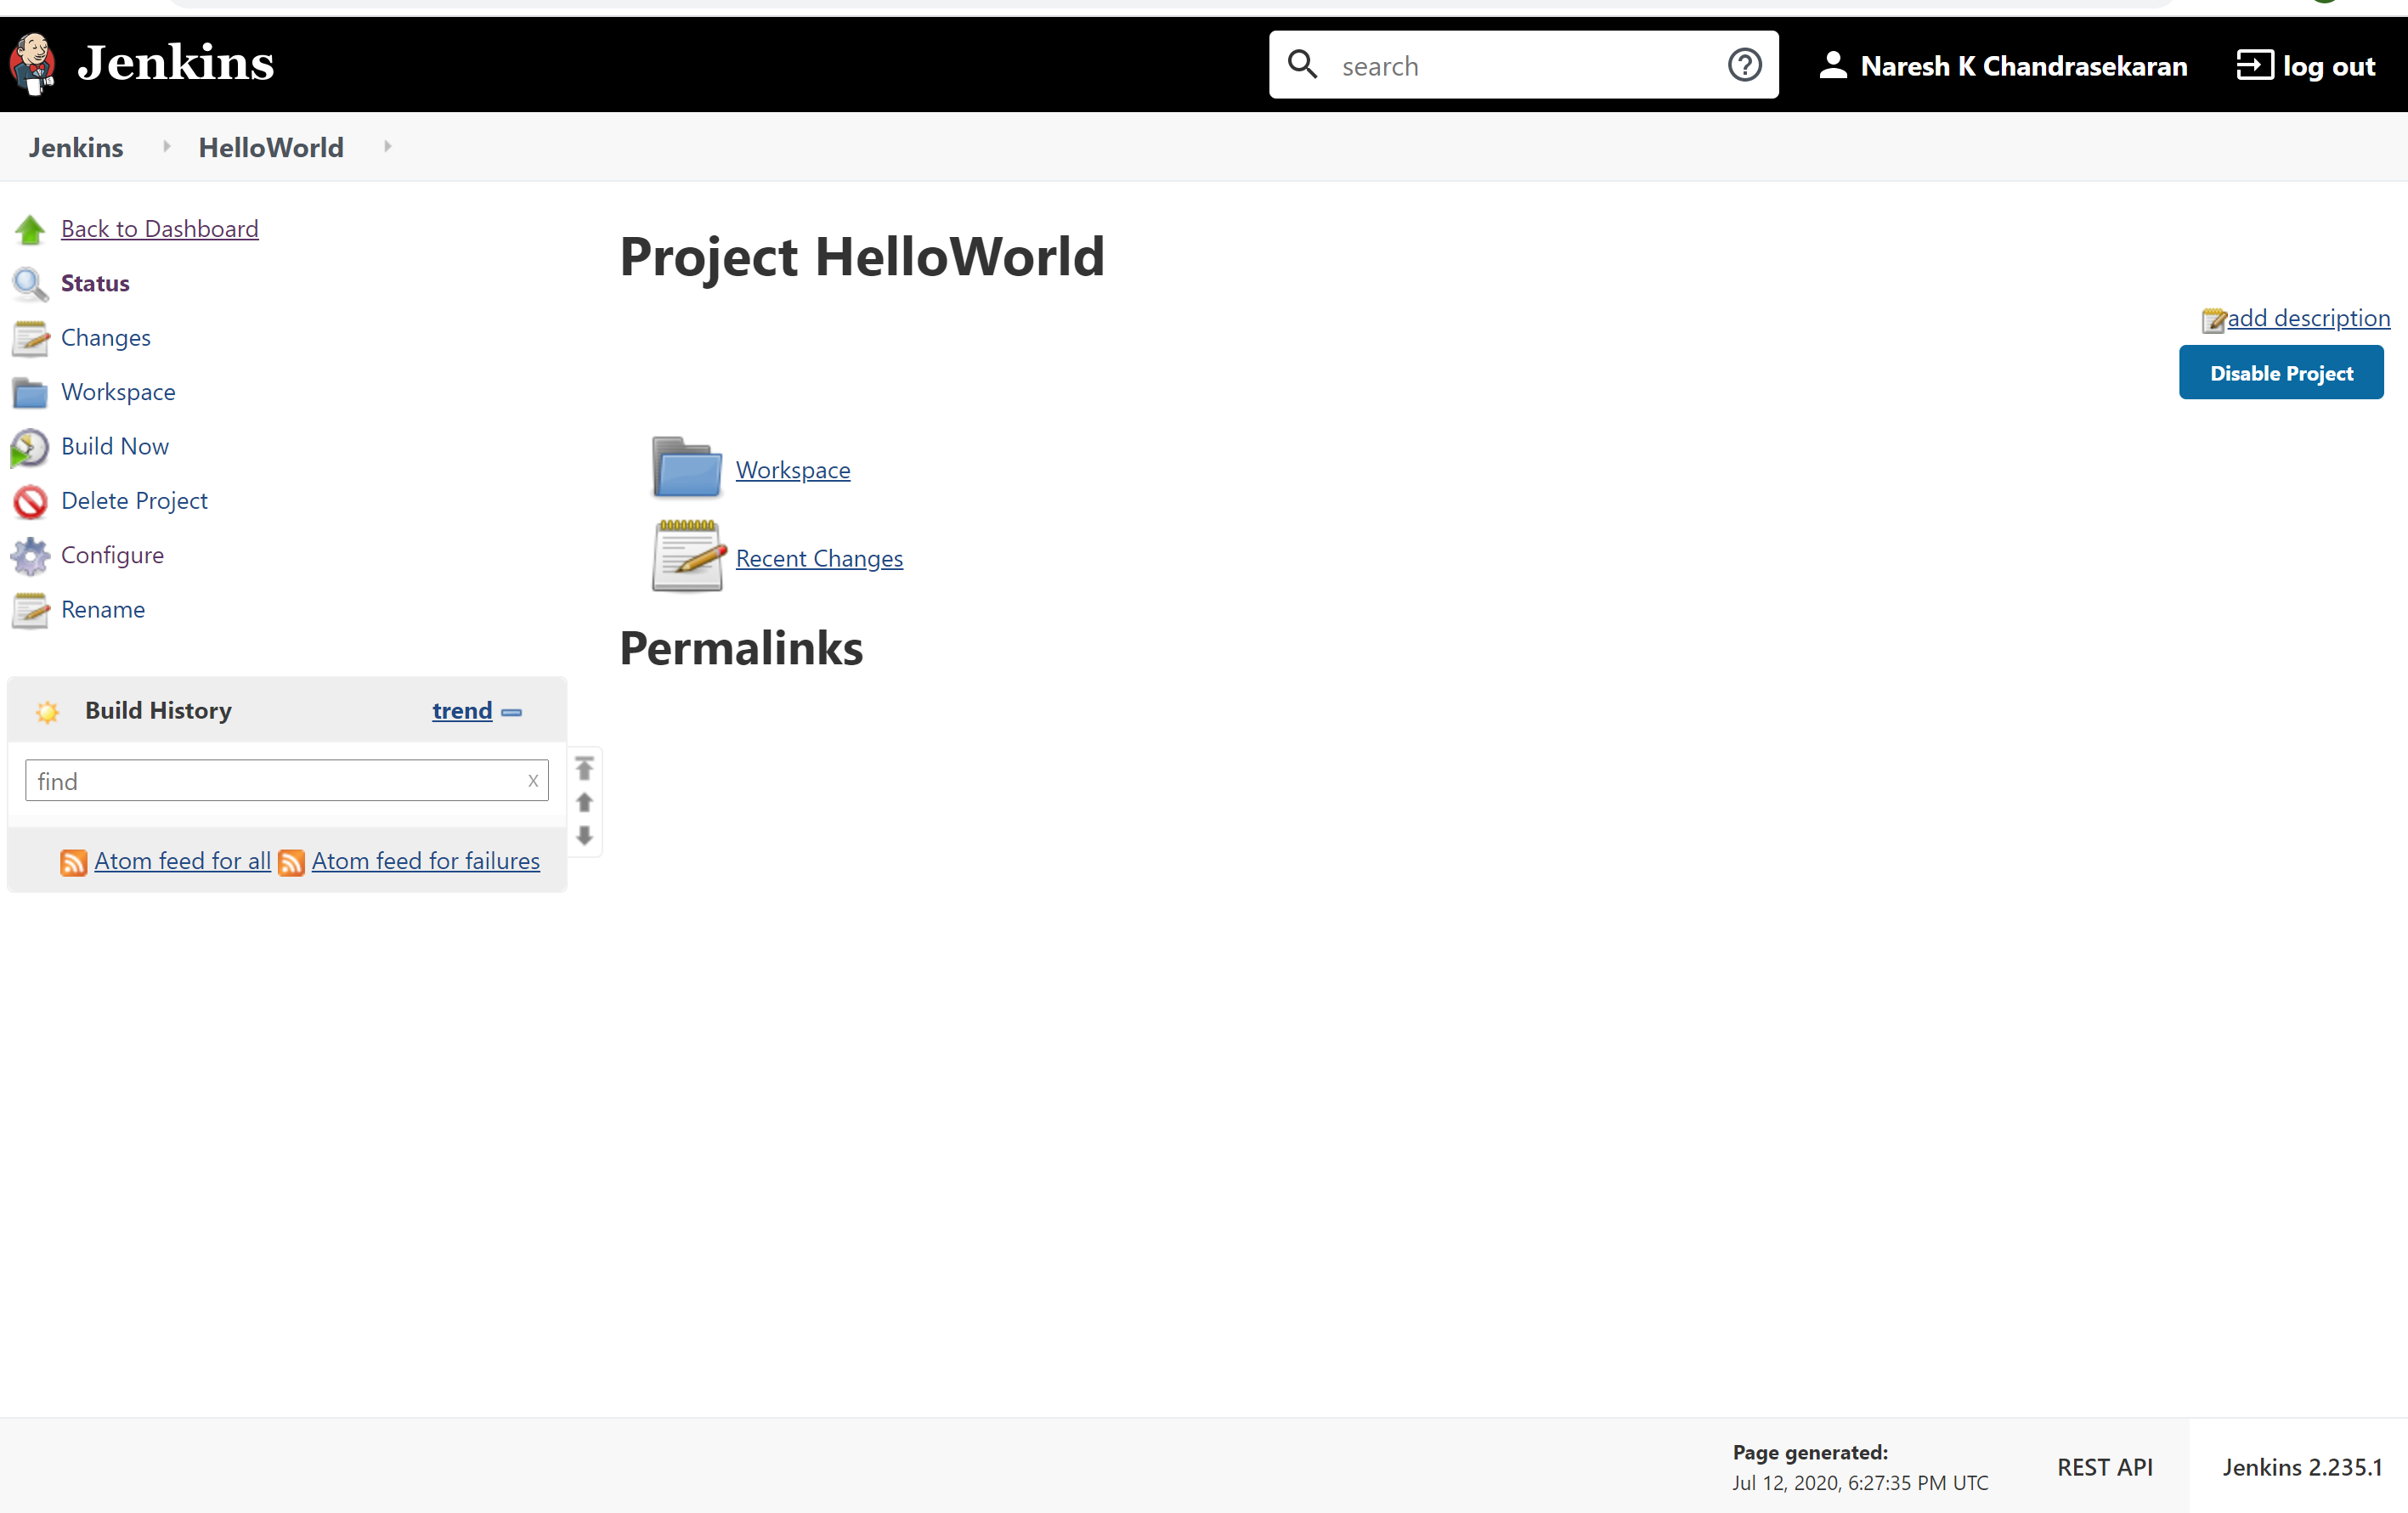 Jenkins
search
Naresh K Chandrasekaran
log out
Jenkins
HelloWorld
Back to Dashboard
Status
Changes
Workspace
Build Now
Delete Project
Configure
Rename
Build History
trend
find
x
Atom feed for all
Atom feed for failures
Project HelloWorld
add description
Disable Project
Workspace
Recent Changes
Permalinks
Page generated:
Jul 12, 2020, 6:27:35 PM UTC
REST API
Jenkins 2.235.1